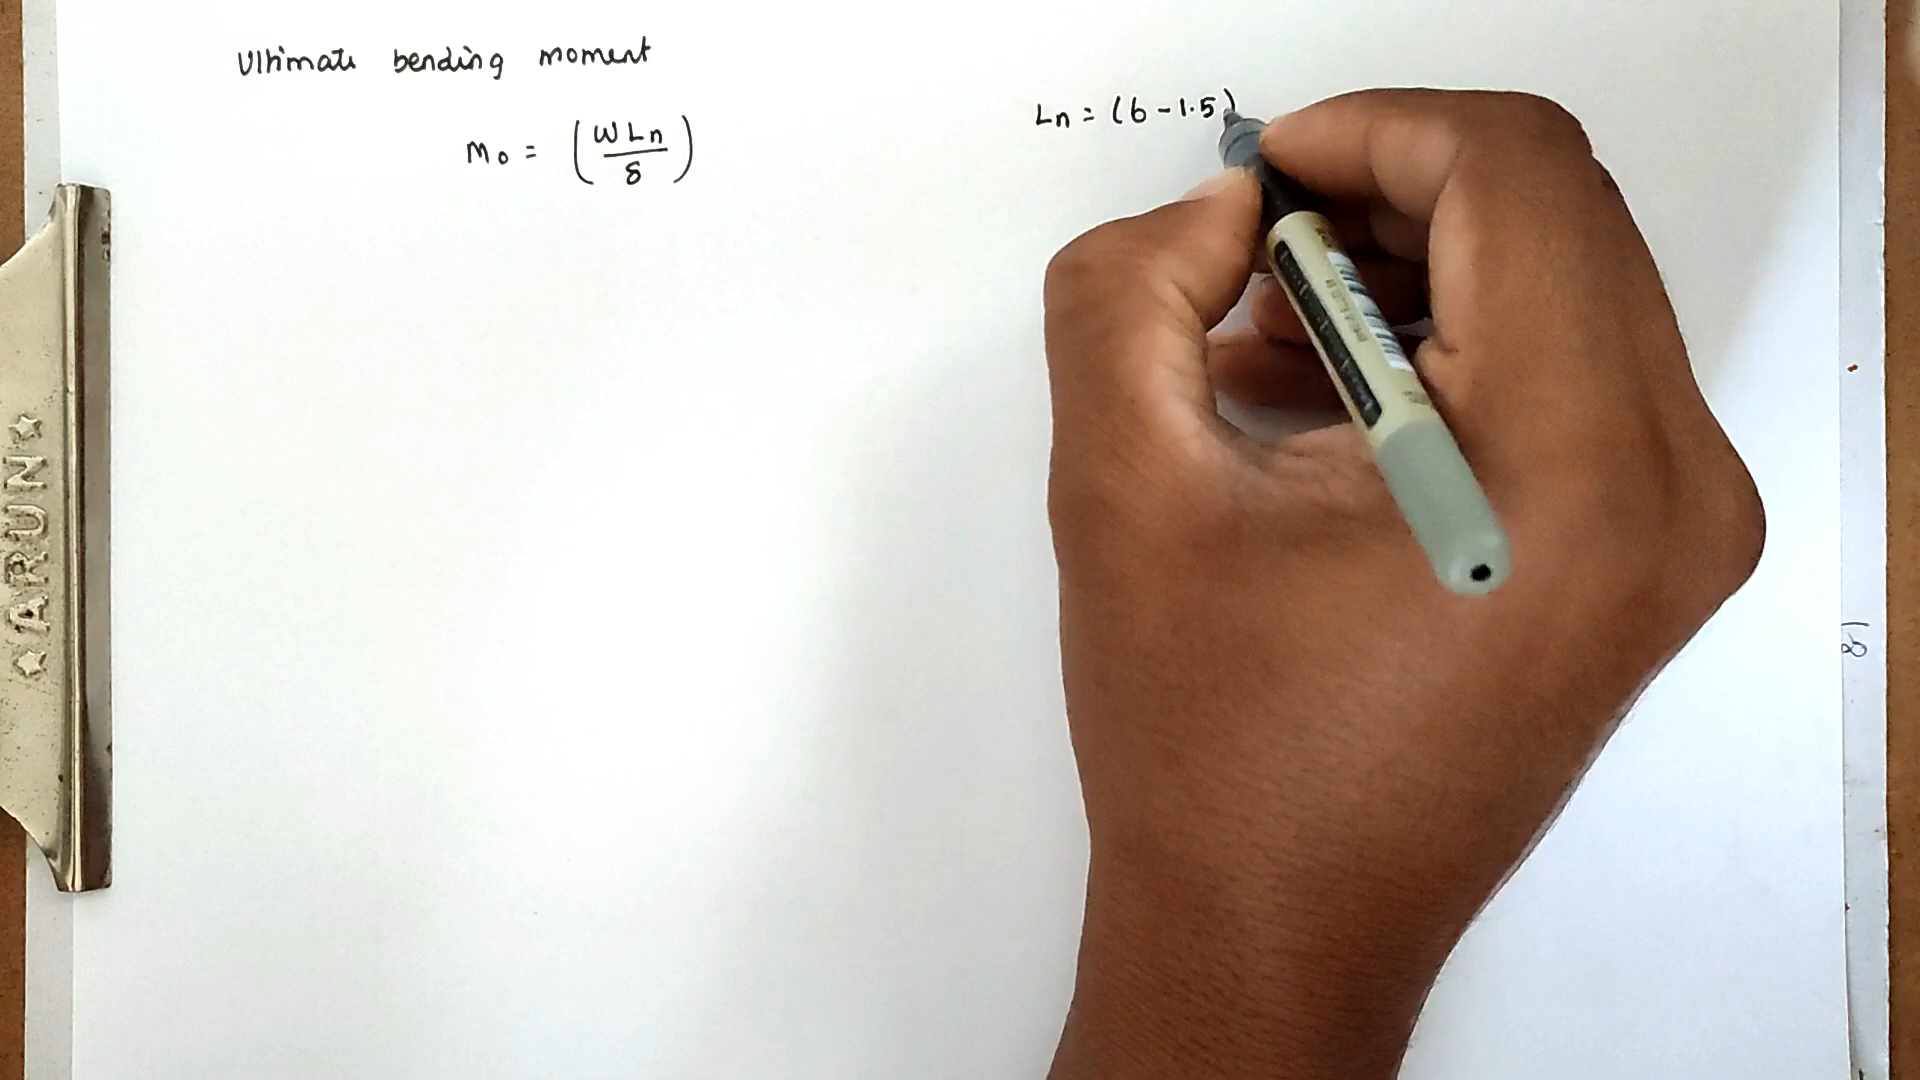 Ultimate bending moment
Mo = (WLn/8)
Ln = (6-1.5)
ARUN